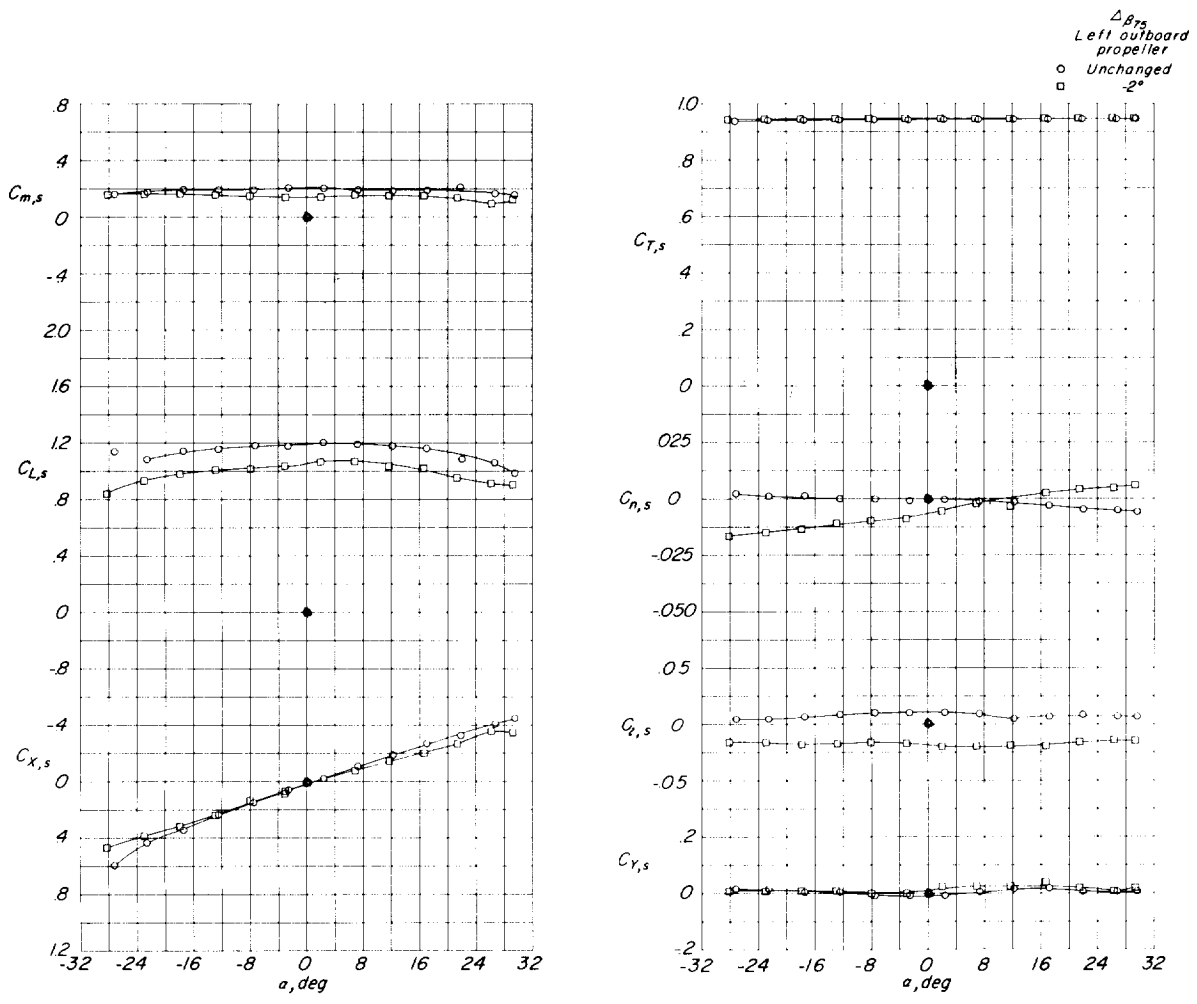 Δβ75
Left outboard
propeller
○ Unchanged
□ -2°
.8
.4
Cm,s
0
-.4
2.0
1.6
1.2
CL,s
.8
.4
0
-.8
-.4
CX,s
0
.4
.8
1.2
-32 -24 -16 -8 0 8 16 24 32
α, deg
1.0
.8
.6
CT,s
.4
.2
0
.025
Cn,s
0
-.025
-.050
.05
Cl,s
0
-.05
.2
CY,s
0
-.2
-32 -24 -16 -8 0 8 16 24 32
α, deg